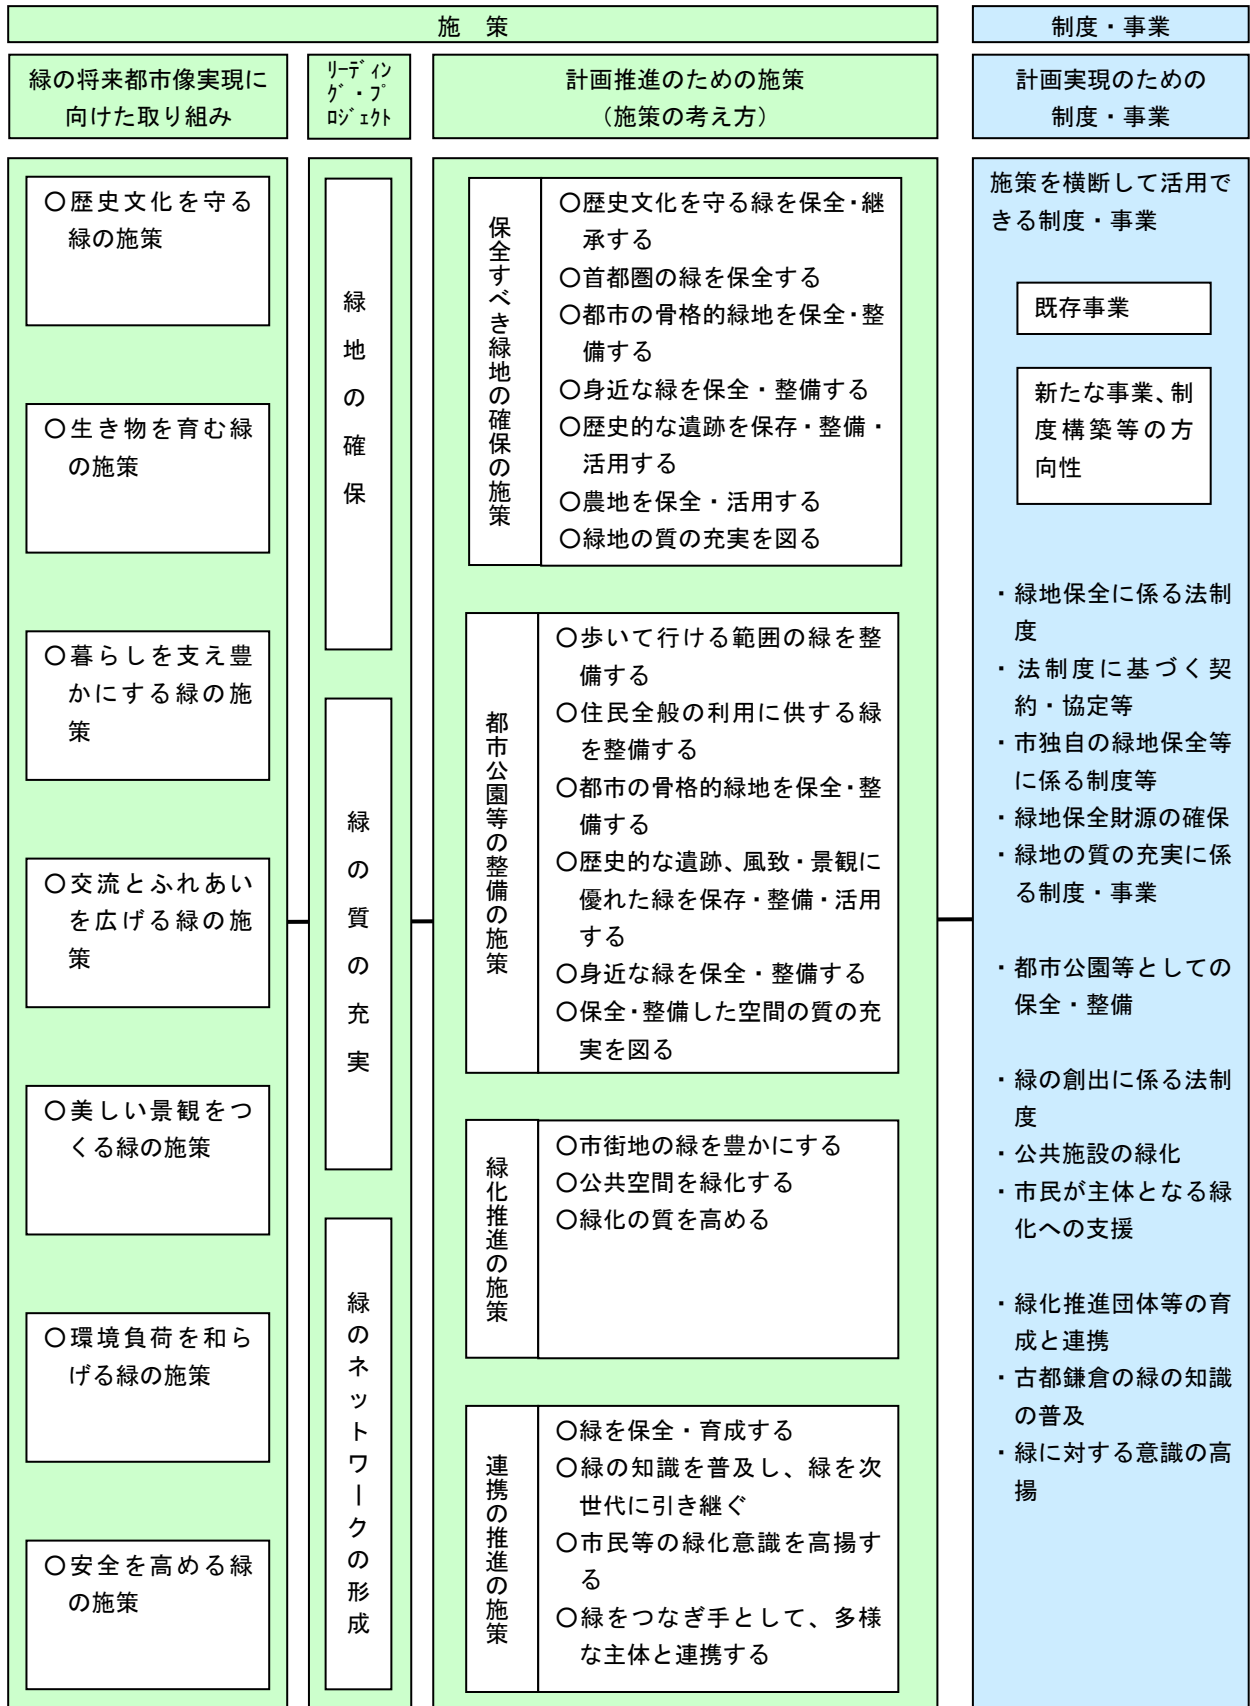 施 策
制度・事業
緑の将来都市像実現に
向けた取り組み
ﾘｰﾃﾞｨﾝ
ｸﾞ・ﾌﾟ
ﾛｼﾞｪｸﾄ
計画推進のための施策
（施策の考え方）
計画実現のための
制度・事業
〇歴史文化を守る
緑の施策
〇生き物を育む緑
の施策
〇暮らしを支え豊
かにする緑の施
策
〇交流とふれあい
を広げる緑の施
策
〇美しい景観をつ
くる緑の施策
〇環境負荷を和ら
げる緑の施策
〇安全を高める緑
の施策
緑地の確保
緑の質の充実
緑のネットワークの形成
保全すべき緑地の確保の施策
〇歴史文化を守る緑を保全・継
承する
〇首都圏の緑を保全する
〇都市の骨格的緑地を保全・整
備する
〇身近な緑を保全・整備する
〇歴史的な遺跡を保存・整備・
活用する
〇農地を保全・活用する
〇緑地の質の充実を図る
都市公園等の整備の施策
〇歩いて行ける範囲の緑を整
備する
〇住民全般の利用に供する緑
を整備する
〇都市の骨格的緑地を保全・整
備する
〇歴史的な遺跡、風致・景観に
優れた緑を保存・整備・活用
する
〇身近な緑を保全・整備する
〇保全・整備した空間の質の充
実を図る
緑化推進の施策
〇市街地の緑を豊かにする
〇公共空間を緑化する
〇緑化の質を高める
連携の推進の施策
〇緑を保全・育成する
〇緑の知識を普及し、緑を次
世代に引き継ぐ
〇市民等の緑化意識を高揚す
る
〇緑をつなぎ手として、多様
な主体と連携する
施策を横断して活用で
きる制度・事業
既存事業
新たな事業、制
度構築等の方
向性
・緑地保全に係る法制
度
・法制度に基づく契
約・協定等
・市独自の緑地保全等
に係る制度等
・緑地保全財源の確保
・緑地の質の充実に係
る制度・事業
・都市公園等としての
保全・整備
・緑の創出に係る法制
度
・公共施設の緑化
・市民が主体となる緑
化への支援
・緑化推進団体等の育
成と連携
・古都鎌倉の緑の知識
の普及
・緑に対する意識の高
揚